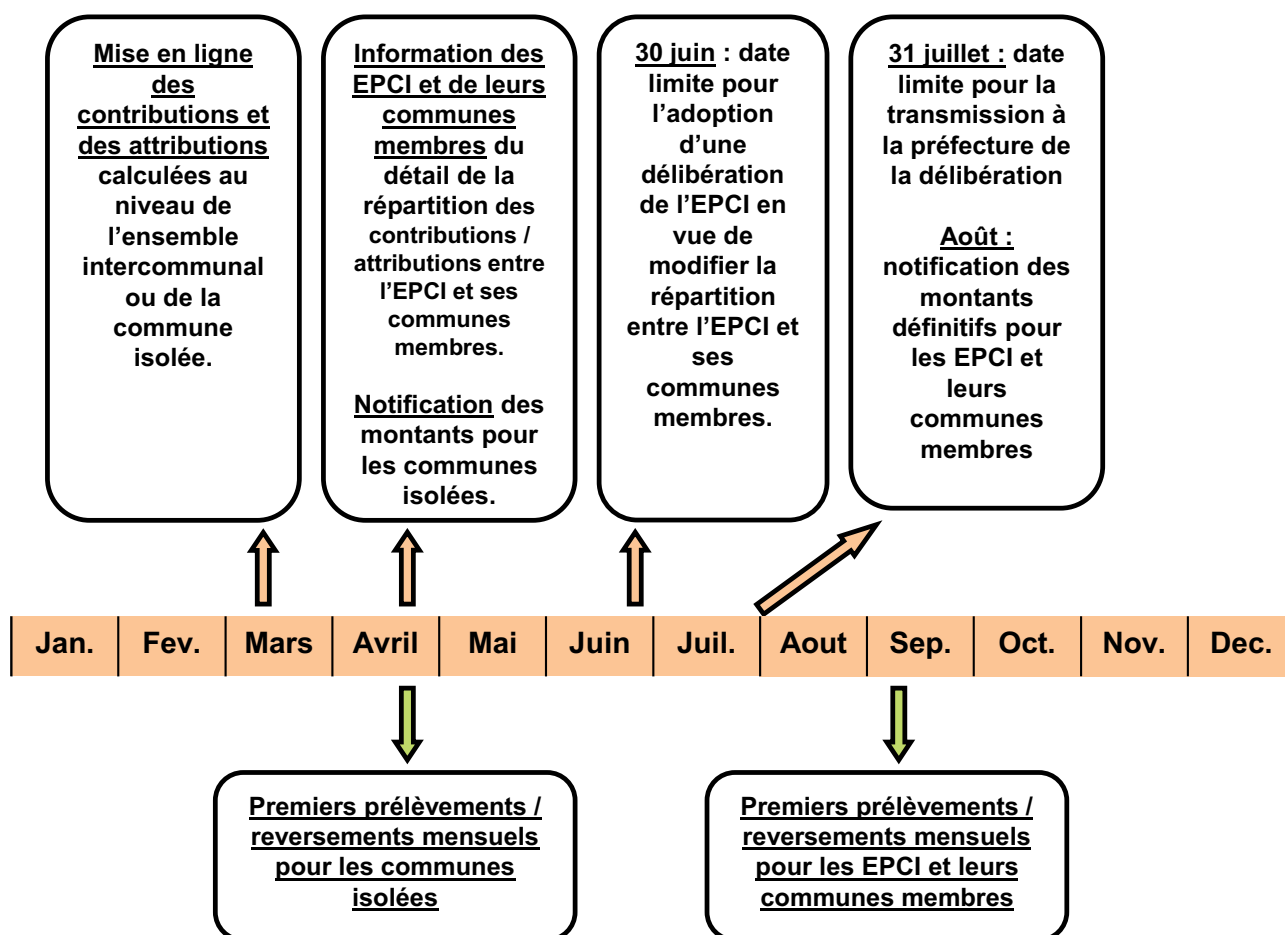 Mise en ligne
des
contributions et
des attributions
calculées au
niveau de
l’ensemble
intercommunal
ou de la
commune
isolée.
Information des
EPCI et de leurs
communes
membres du
détail de la
répartition des
contributions /
attributions entre
l’EPCI et ses
communes
membres.
Notification des
montants pour
les communes
isolées.
30 juin : date
limite pour
l’adoption
d’une
délibération
de l’EPCI en
vue de
modifier la
répartition
entre l’EPCI et
ses
communes
membres.
31 juillet : date
limite pour la
transmission à
la préfecture de
la délibération
Août :
notification des
montants
définitifs pour
les EPCI et
leurs
communes
membres
Jan. Fev. Mars Avril Mai Juin Juil. Aout Sep. Oct. Nov. Dec.
Premiers prélèvements /
reversements mensuels
pour les communes
isolées
Premiers prélèvements /
reversements mensuels
pour les EPCI et leurs
communes membres